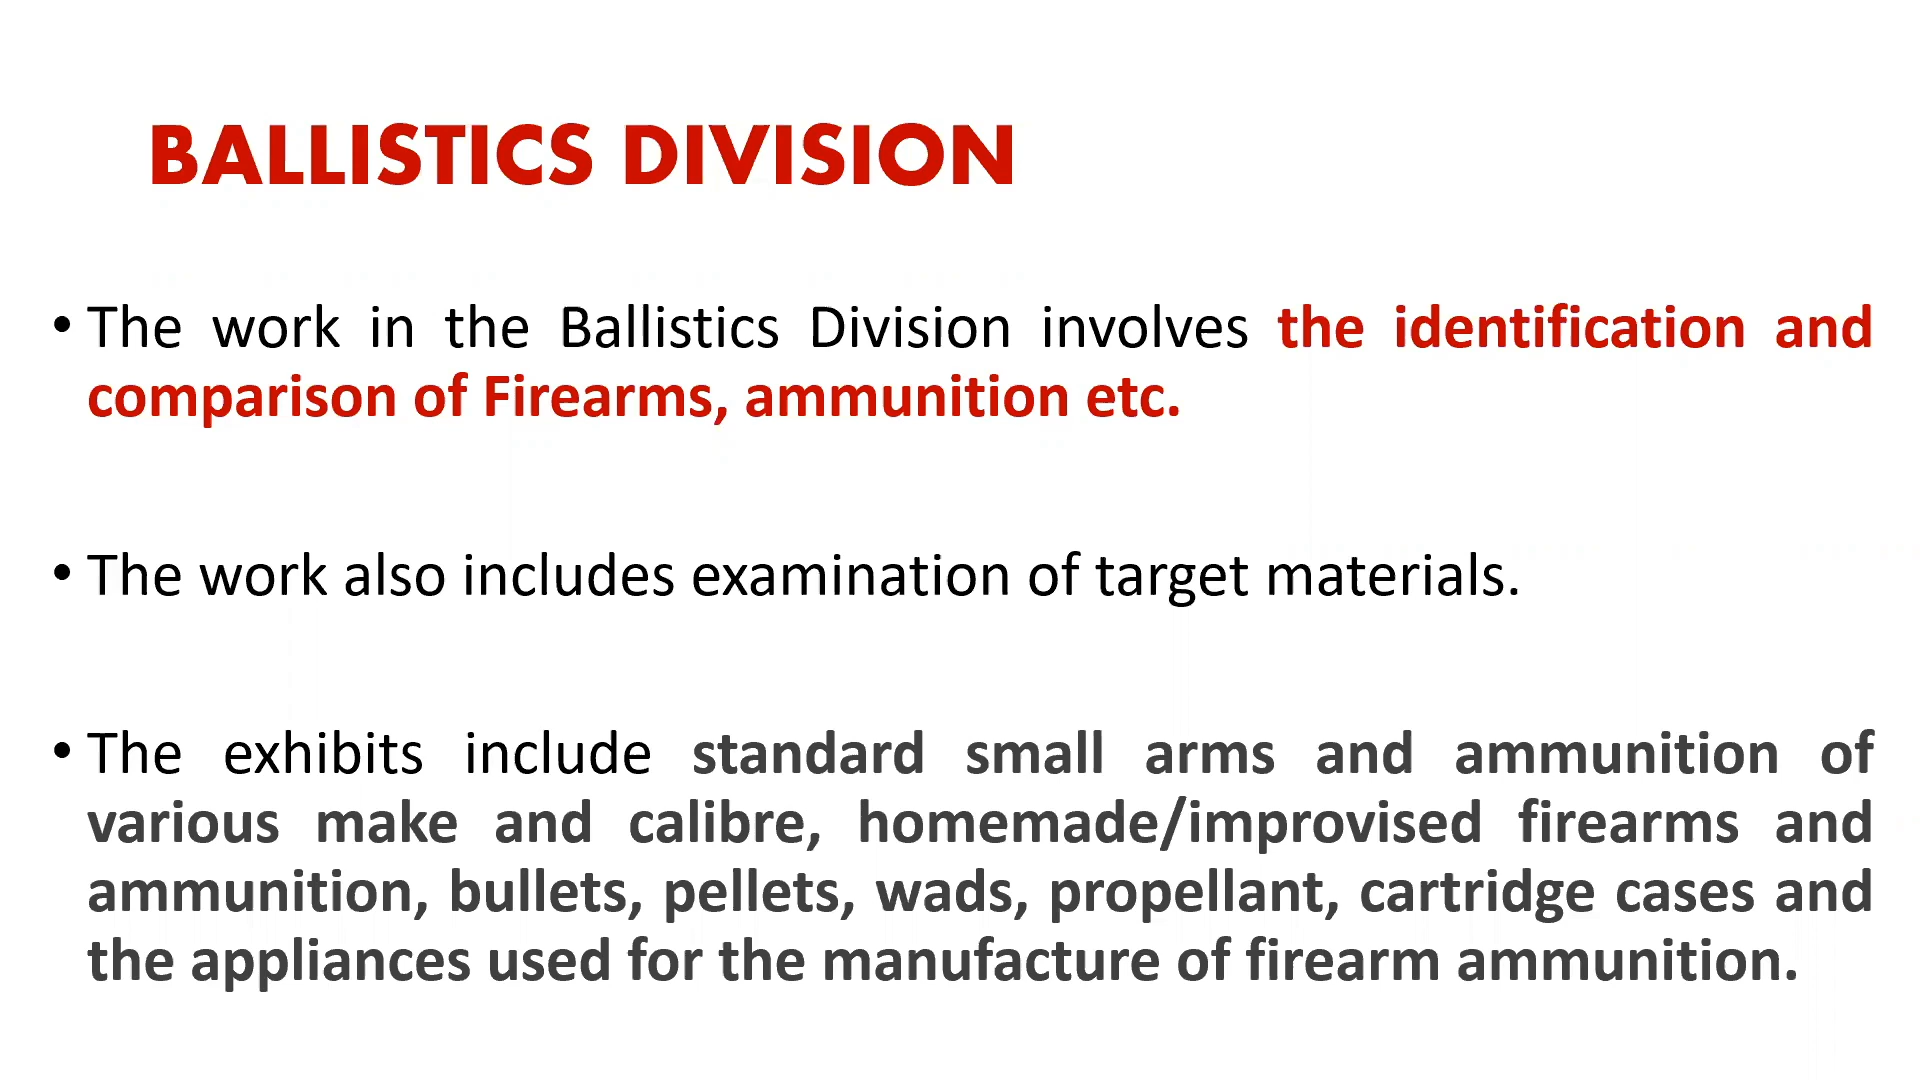 BALLISTICS DIVISION
• The work in the Ballistics Division involves the identification and
comparison of Firearms, ammunition etc.
• The work also includes examination of target materials.
• The exhibits include standard small arms and ammunition of
various make and calibre, homemade/improvised firearms and
ammunition, bullets, pellets, wads, propellant, cartridge cases and
the appliances used for the manufacture of firearm ammunition.